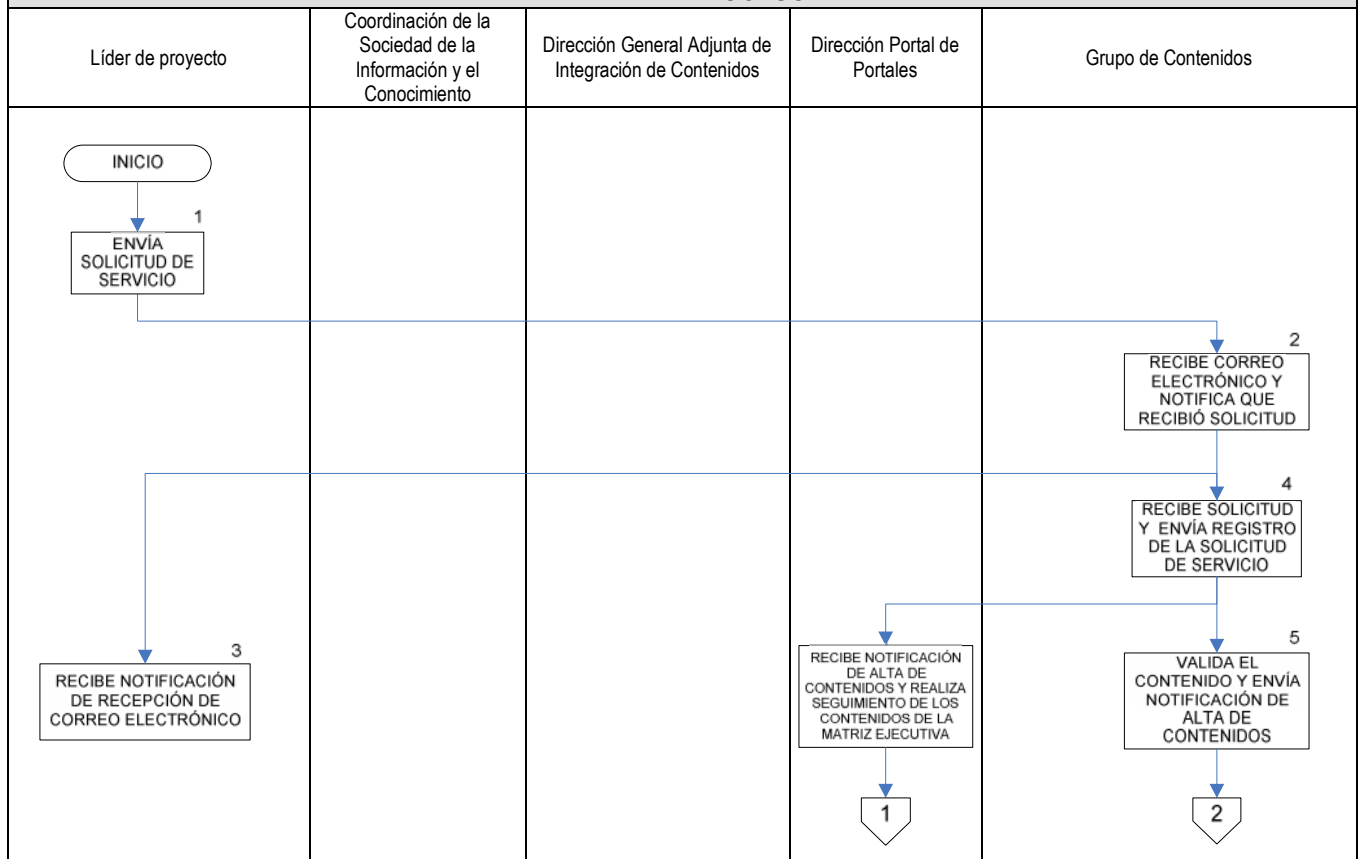 Líder de proyecto
Coordinación de la
Sociedad de la
Información y el
Conocimiento
Dirección General Adjunta de
Integración de Contenidos
Dirección Portal de
Portales
Grupo de Contenidos
INICIO
1
ENVÍA
SOLICITUD DE
SERVICIO
2
RECIBE CORREO
ELECTRÓNICO Y
NOTIFICA QUE
RECIBIÓ SOLICITUD
4
RECIBE SOLICITUD
Y ENVÍA REGISTRO
DE LA SOLICITUD
DE SERVICIO
3
RECIBE NOTIFICACIÓN
DE RECEPCIÓN DE
CORREO ELECTRÓNICO
RECIBE NOTIFICACIÓN
DE ALTA DE
CONTENIDOS Y REALIZA
SEGUIMIENTO DE LOS
CONTENIDOS DE LA
MATRIZ EJECUTIVA
5
VALIDA EL
CONTENIDO Y ENVÍA
NOTIFICACIÓN DE
ALTA DE
CONTENIDOS
1
2